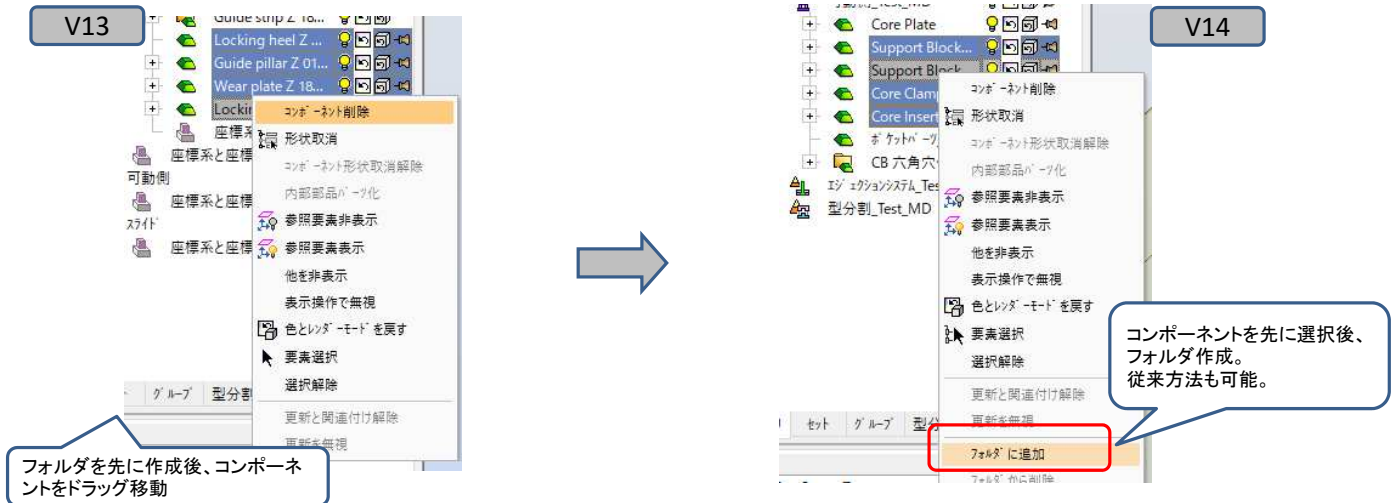 V13
Guide strip Z 18...
Locking heel Z ...
Guide pillar Z 01...
Wear plate Z 18...
コンポーネント削除
形状取消
コンポーネント形状取消解除
内部部品パーツ化
参照要素非表示
参照要素表示
他を非表示
表示操作で無視
色とレンダーモードを戻す
要素選択
選択解除
更新と関連付け解除
更新を無視
座標系と座標
可動側
座標系と座標
スライド
座標系と座標
グループ 型分割
フォルダを先に作成後、コンポーネ
ントをドラッグ移動
V14
Core Plate
Support Block...
Support Block
Core Clamp
Core Insert
CB 六角穴
エジェクションシステム_Tes
型分割_Test_MD
コンポーネント削除
形状取消
コンポーネント形状取消解除
内部部品パーツ化
参照要素非表示
参照要素表示
他を非表示
表示操作で無視
色とレンダーモードを戻す
要素選択
選択解除
更新と関連付け解除
更新を無視
フォルダに追加
フォルダから削除
セット グループ 型分
コンポーネントを先に選択後、
フォルダ作成。
従来方法も可能。